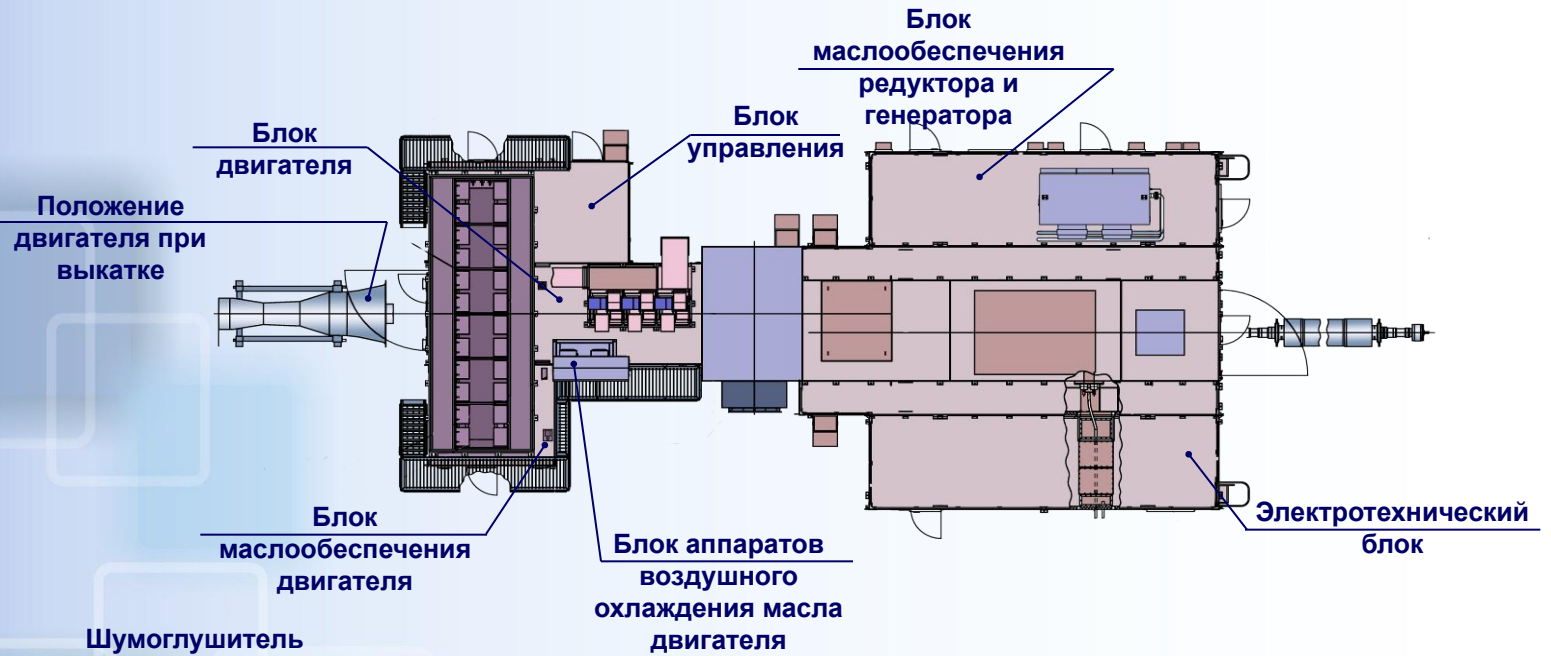 Блок
маслообеспечения
редуктора и
генератора
Блок
управления
Блок
двигателя
Положение
двигателя при
выкатке
Электротехнический
блок
Блок
маслообеспечения
двигателя
Блок аппаратов
воздушного
охлаждения масла
двигателя
Шумоглушитель